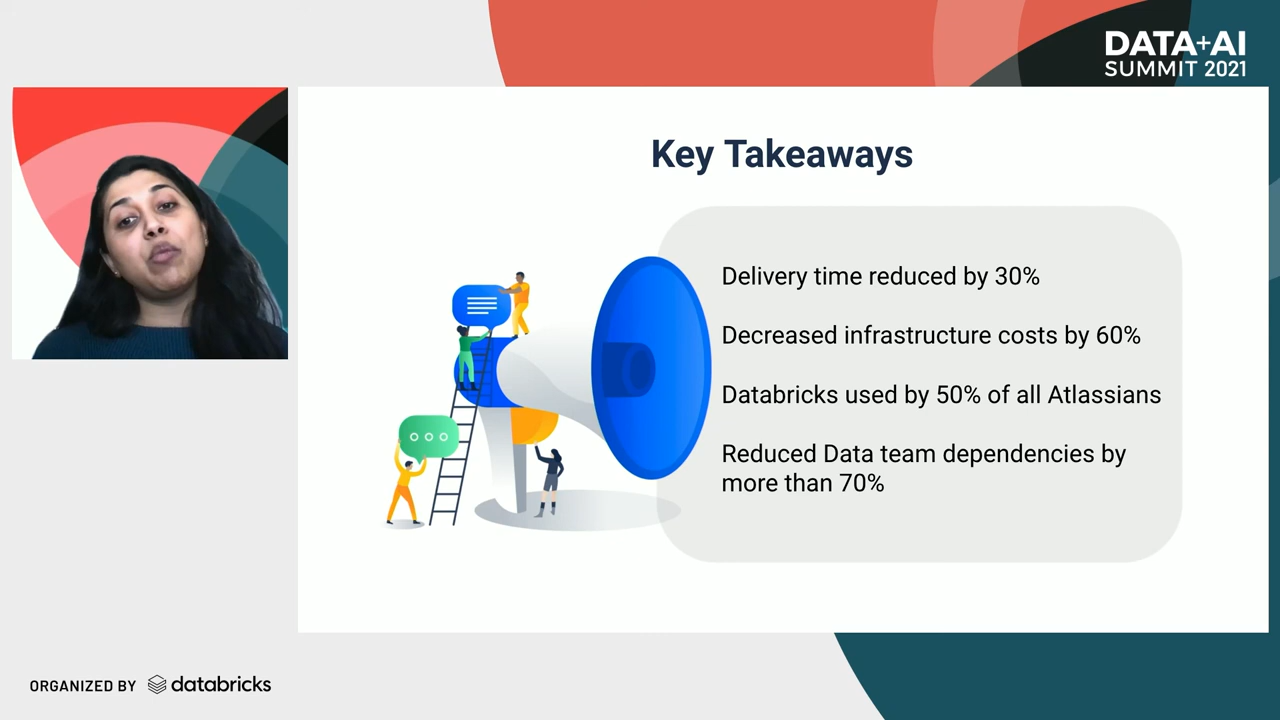 DATA+AI
SUMMIT 2021
Key Takeaways
Delivery time reduced by 30%
Decreased infrastructure costs by 60%
Databricks used by 50% of all Atlassians
Reduced Data team dependencies by
more than 70%
ORGANIZED BY databricks